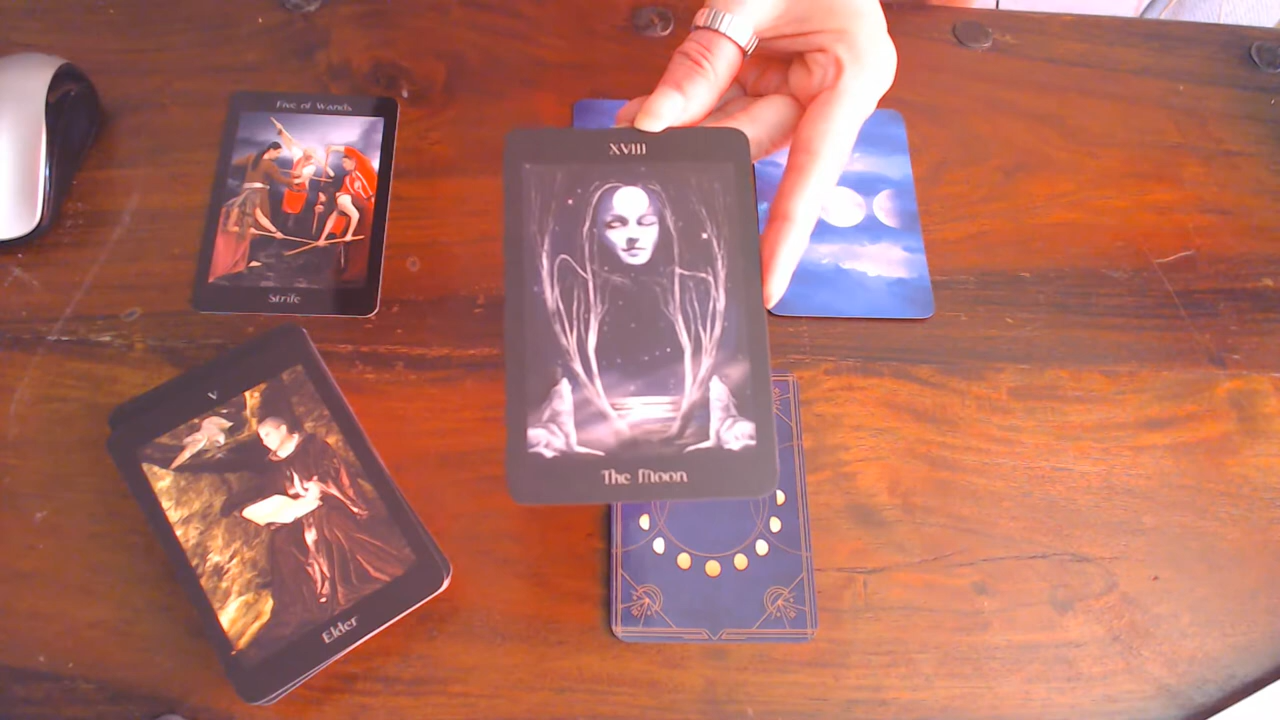 Five of Wands
Strife
XVIII
The Moon
V
Elder